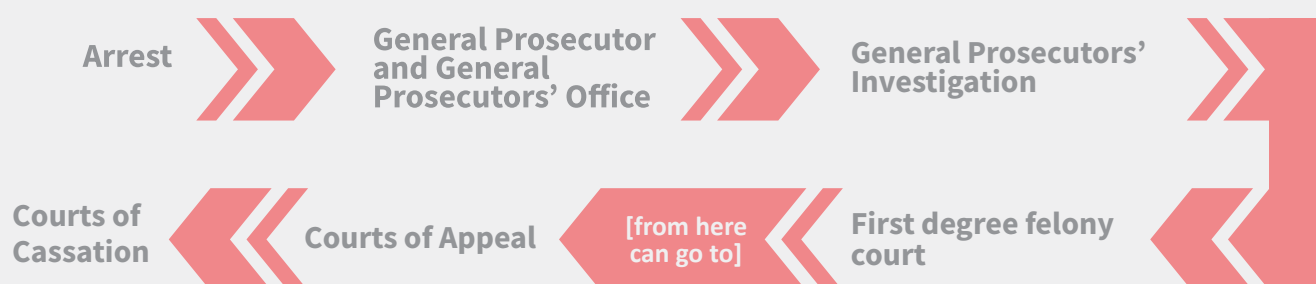 Arrest
General Prosecutor
and General
Prosecutors’ Office
General Prosecutors’
Investigation
First degree felony
court
[from here
can go to]
Courts of Appeal
Courts of
Cassation